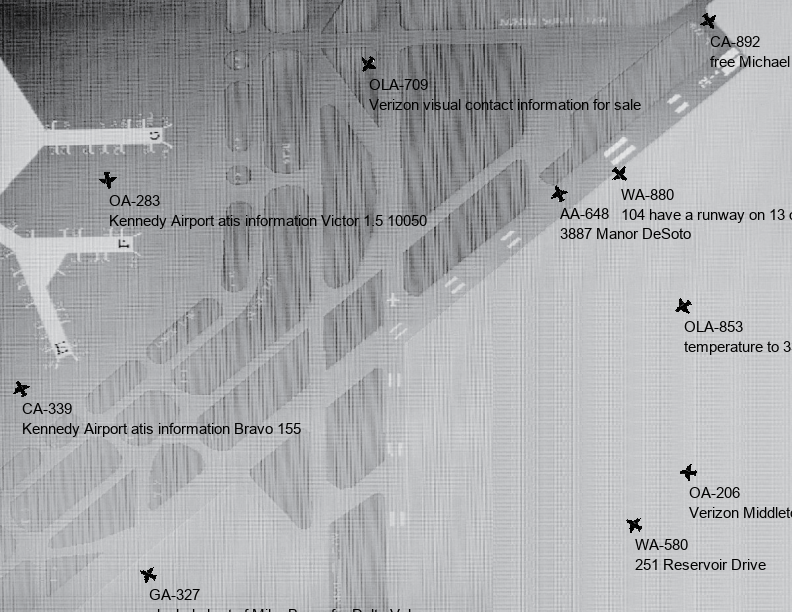 CA-892
free Michael
OLA-709
Verizon visual contact information for sale
OA-283
Kennedy Airport atis information Victor 1.5 10050
WA-880
104 have a runway on 13
AA-648
3887 Manor DeSoto
OLA-853
temperature to 3
CA-339
Kennedy Airport atis information Bravo 155
OA-206
Verizon
WA-580
251 Reservoir Drive
GA-327